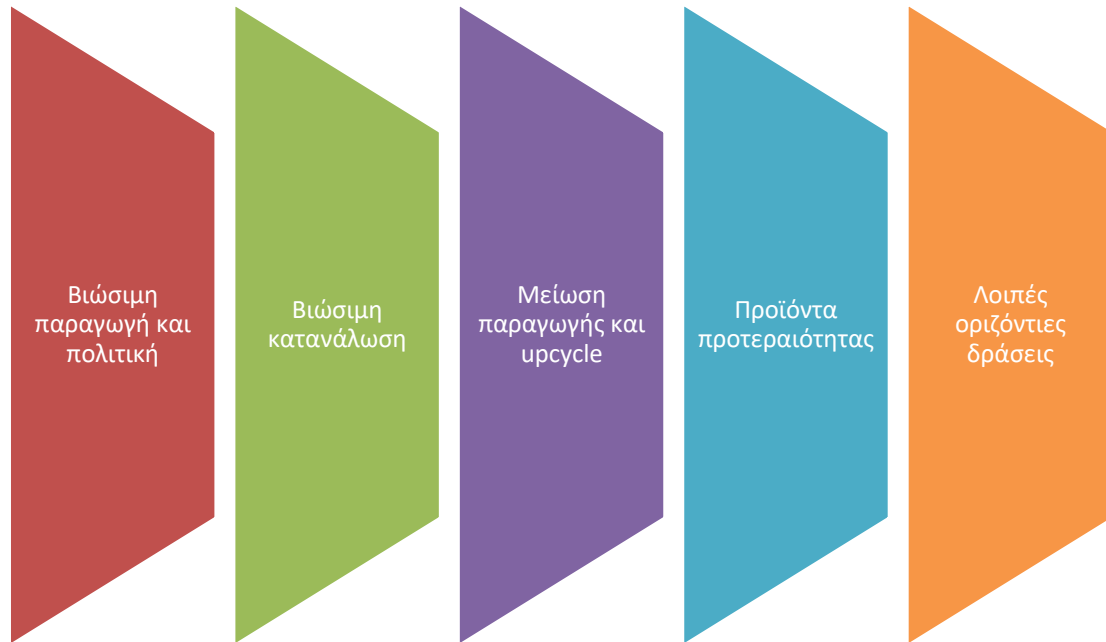 Βιώσιμη
παραγωγή και
πολιτική
Βιώσιμη
κατανάλωση
Μείωση
παραγωγής και
upcycle
Προϊόντα
προτεραιότητας
Λοιπές
οριζόντιες
δράσεις